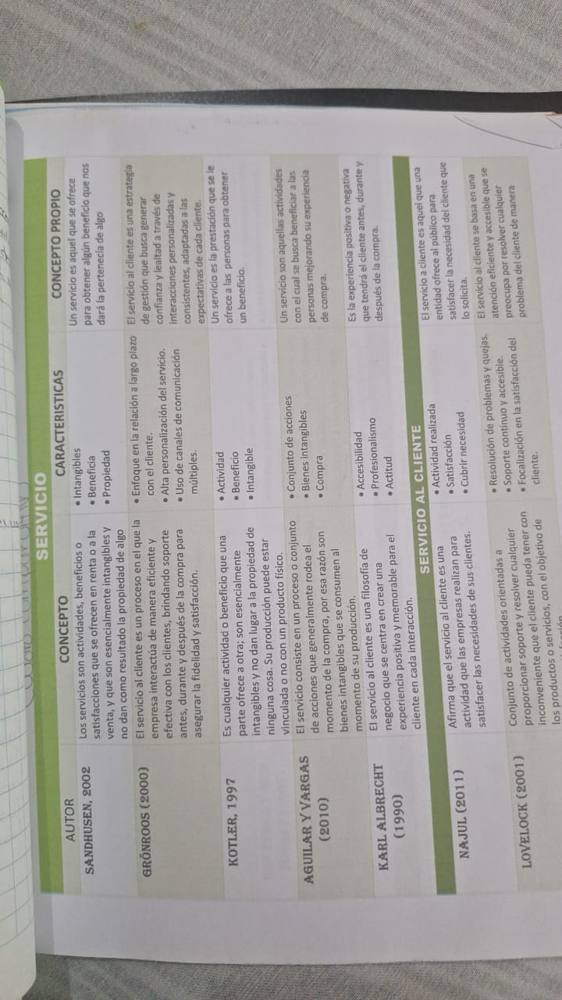 SERVICIO
AUTOR CONCEPTO CARACTERISTICAS CONCEPTO PROPIO
SANDHUSEN, 2002
Los servicios son actividades, beneficios o
satisfacciones que se ofrecen en renta o a la
venta, y que son esencialmente intangibles y
no dan como resultado la propiedad de algo
• Intangibles
• Beneficia
• Propiedad
Un servicio es aquel que se ofrece
para obtener algún beneficio que nos
dará la pertenecía de algo
GRÖNROOS (2000)
El servicio al cliente es un proceso en el que la
empresa interactúa de manera eficiente y
efectiva con los clientes, brindando soporte
antes, durante y después de la compra para
asegurar la fidelidad y satisfacción.
• Enfoque en la relación a largo plazo
con el cliente.
• Alta personalización del servicio.
• Uso de canales de comunicación
múltiples.
El servicio al cliente es una estrategia
de gestión que busca generar
confianza y lealtad a través de
interacciones personalizadas y
consistentes, adaptadas a las
expectativas de cada cliente.
KOTLER, 1997
Es cualquier actividad o beneficio que una
parte ofrece a otra; son esencialmente
intangibles y no dan lugar a la propiedad de
ninguna cosa. Su producción puede estar
vinculada o no con un producto físico.
• Actividad
• Beneficio
• Intangible
Un servicio es la prestación que se le
ofrece a las personas para obtener
un beneficio.
AGUILAR Y VARGAS
(2010)
El servicio consiste en un proceso o conjunto
de acciones que generalmente rodea el
momento de la compra, por esa razón son
bienes intangibles que se consumen al
momento de su producción.
• Conjunto de acciones
• Bienes intangibles
• Compra
Un servicio son aquellas actividades
con el cual se busca beneficiar a las
personas mejorando su experiencia
de compra.
KARL ALBRECHT
(1990)
El servicio al cliente es una filosofía de
negocio que se centra en crear una
experiencia positiva y memorable para el
cliente en cada interacción.
• Accesibilidad
• Profesionalismo
• Actitud
Es la experiencia positiva o negativa
que tendrá el cliente antes, durante y
después de la compra.
SERVICIO AL CLIENTE
NAJUL (2011)
Afirma que el servicio al cliente es una
actividad que las empresas realizan para
satisfacer las necesidades de sus clientes.
• Actividad realizada
• Satisfacción
• Cubrir necesidad
El servicio a cliente es aquel que una
entidad ofrece al público para
satisfacer la necesidad del cliente que
lo solicita.
LOVELOCK (2001)
Conjunto de actividades orientadas a
proporcionar soporte y resolver cualquier
inconveniente que el cliente pueda tener con
los productos o servicios, con el objetivo de
• Resolución de problemas y quejas.
• Soporte continuo y accesible.
• Focalización en la satisfacción del
cliente.
El servicio al cliente se basa en una
atención eficiente y accesible que se
preocupa por resolver cualquier
problema del cliente de manera